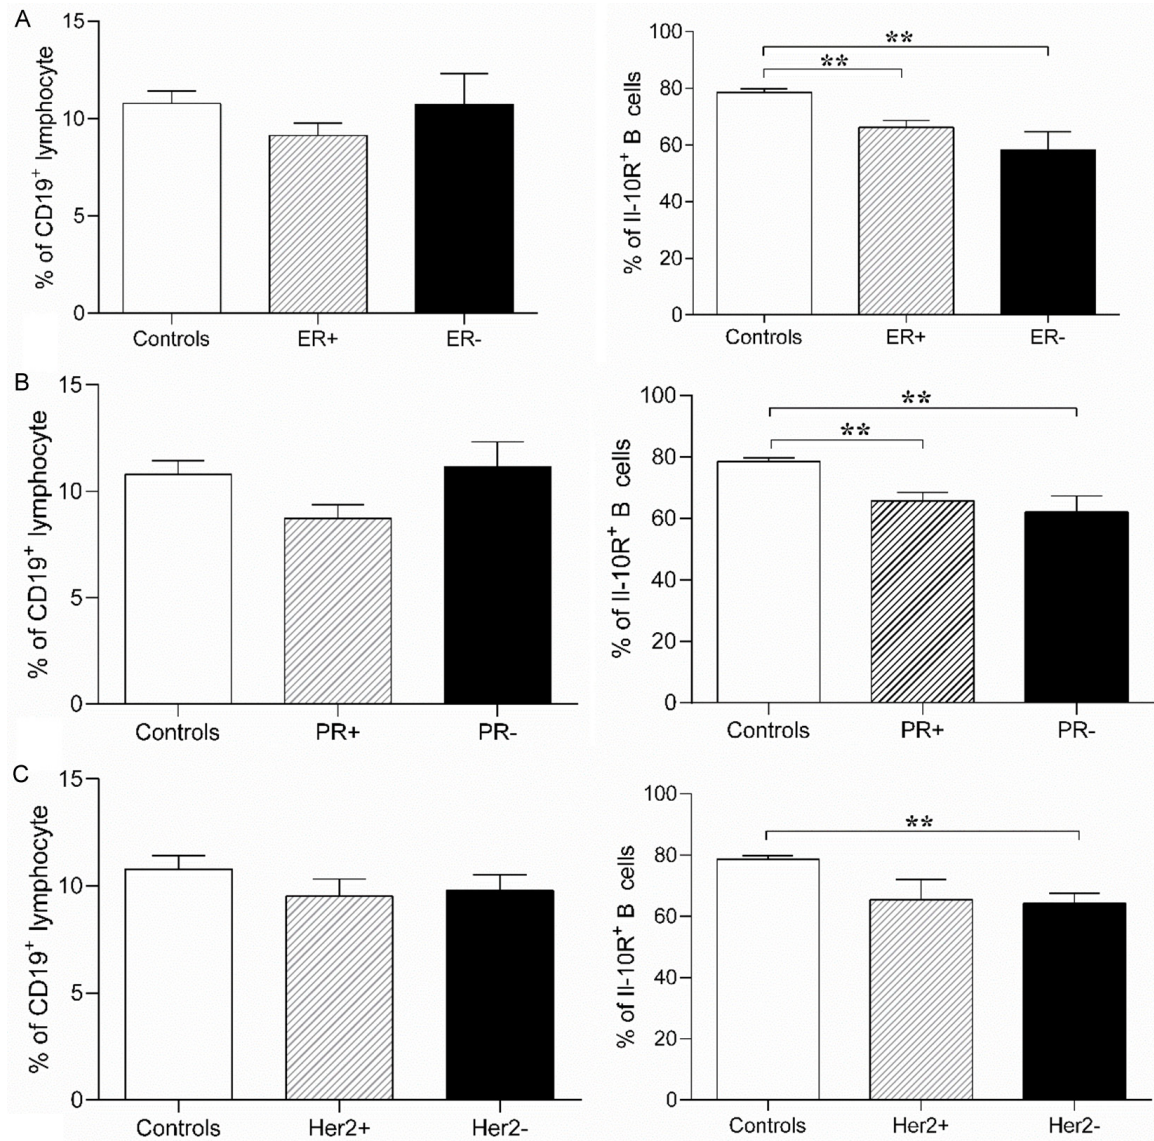 A
% of CD19+ lymphocyte
15
10
5
0
Controls
ER+
ER-
% of Il-10R+ B cells
100
80
60
40
20
0
**
**
Controls
ER+
ER-
B
% of CD19+ lymphocyte
15
10
5
0
Controls
PR+
PR-
% of Il-10R+ B cells
100
80
60
40
20
0
**
**
Controls
PR+
PR-
C
% of CD19+ lymphocyte
15
10
5
0
Controls
Her2+
Her2-
% of Il-10R+ B cells
100
80
60
40
20
0
**
Controls
Her2+
Her2-